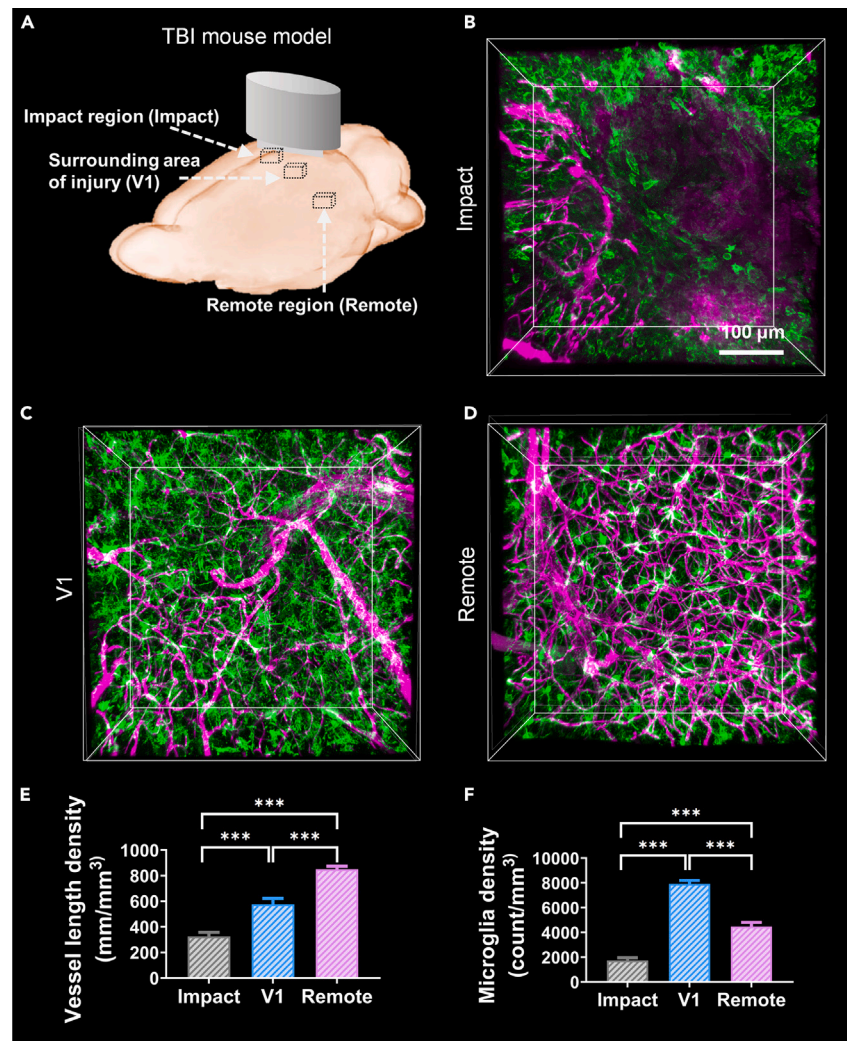 A
TBI mouse model
Impact region (Impact)
Surrounding area
of injury (V1)
Remote region (Remote)
B
Impact
100 µm
C
V1
D
Remote
E
Vessel length density
(mm/mm³)
1000
800
600
400
200
0
***
***
***
Impact
V1
Remote
F
Microglia density
(count/mm³)
10000
8000
6000
4000
2000
0
***
***
***
Impact
V1
Remote